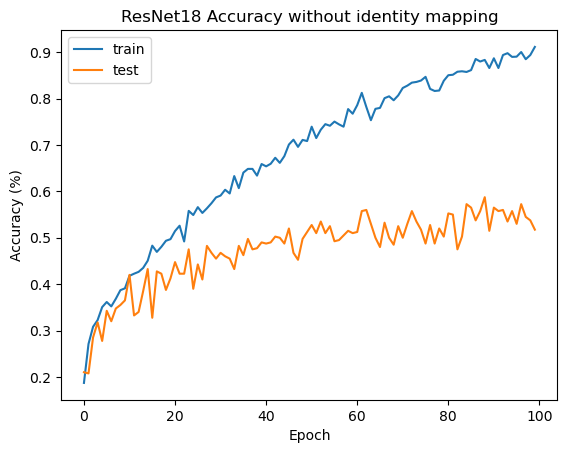 ResNet18 Accuracy without identity mapping
train
test
0.9
0.8
0.7
0.6
0.5
0.4
0.3
0.2
Accuracy (%)
0 20 40 60 80 100
Epoch